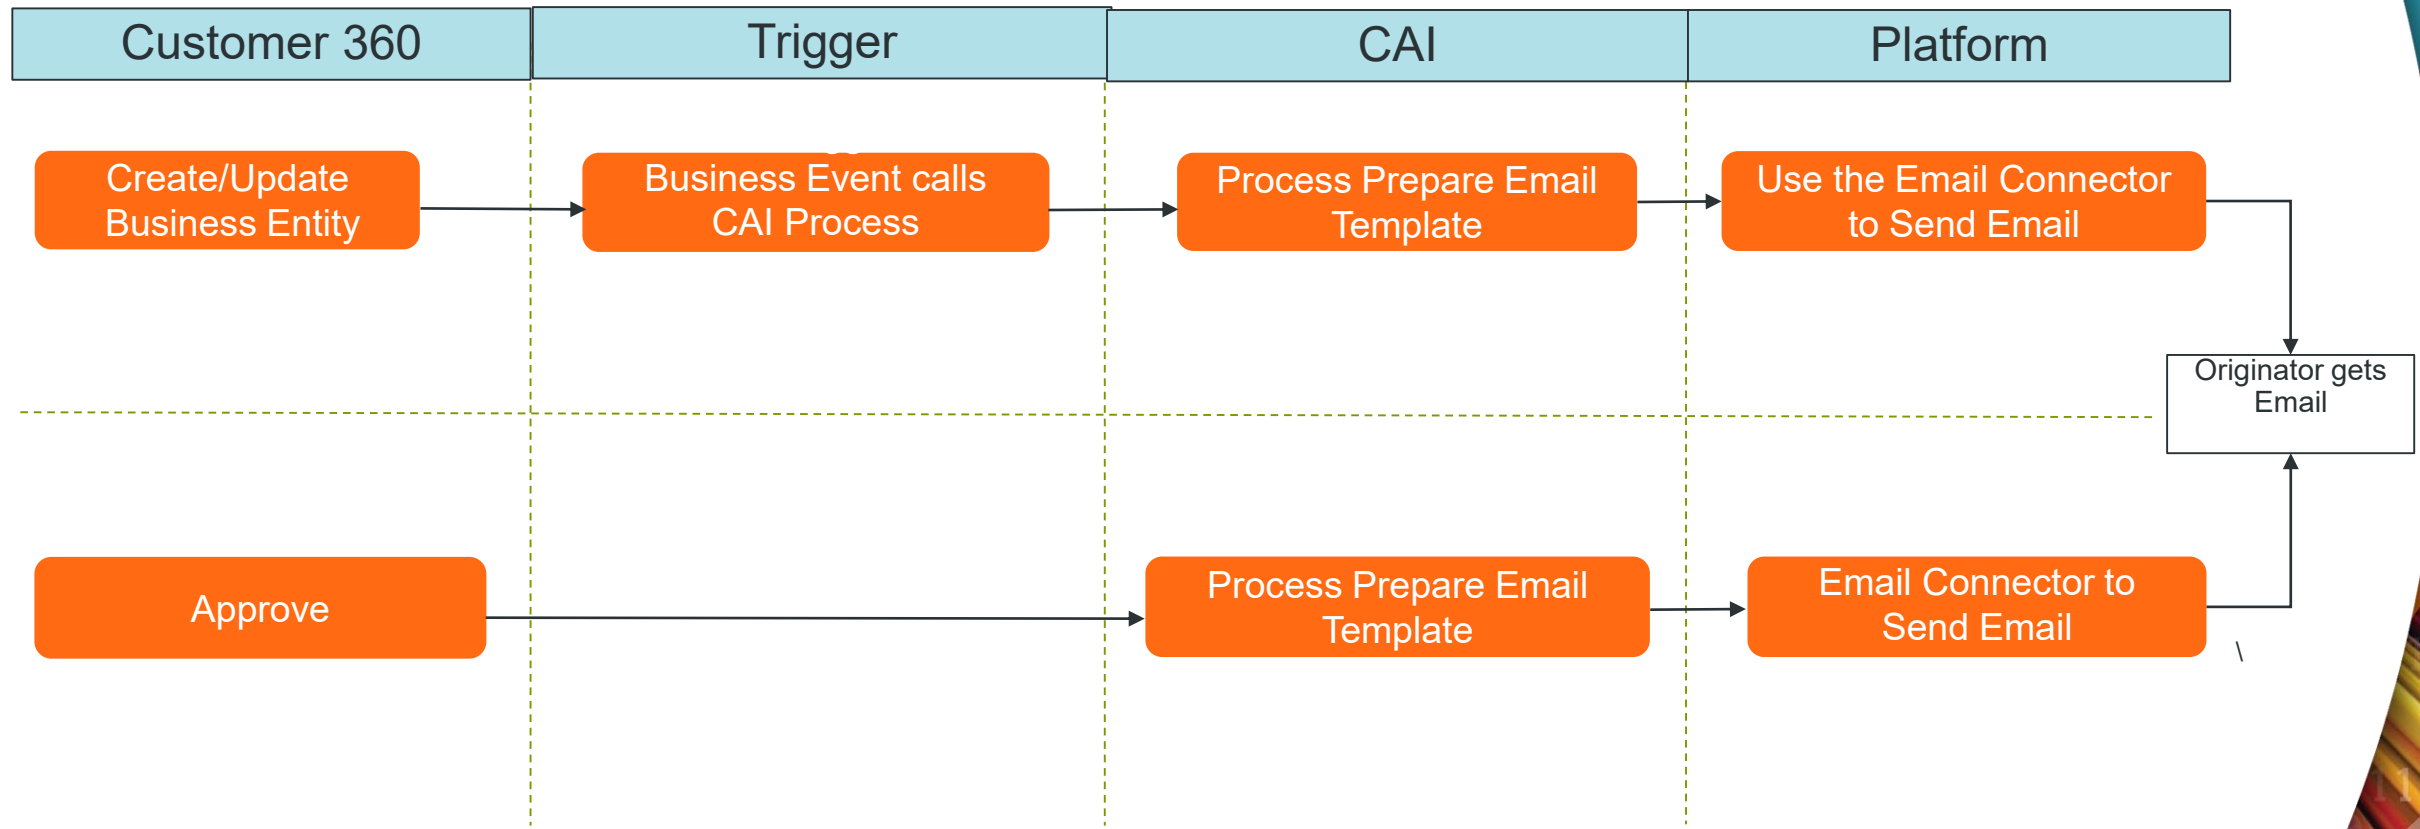 Customer 360
Trigger
CAI
Platform
Create/Update
Business Entity
Business Event calls
CAI Process
Process Prepare Email
Template
Use the Email Connector
to Send Email
Originator gets
Email
Approve
Process Prepare Email
Template
Email Connector to
Send Email
\
11